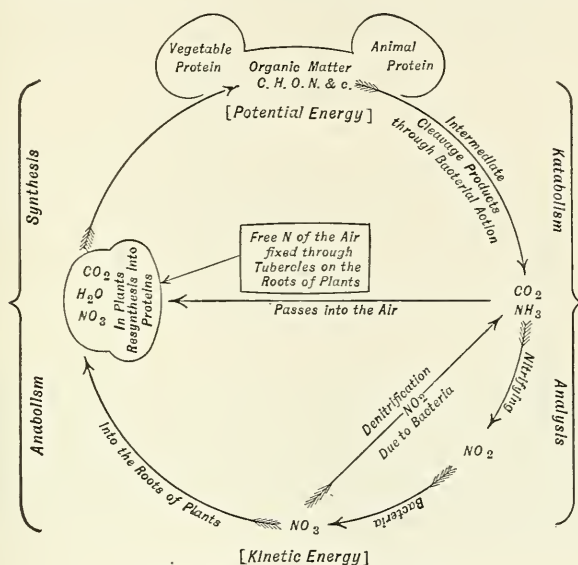 Vegetable
Protein
Organic Matter
C. H. O. N. & c.
Animal
Protein
[Potential Energy]
Intermediate
Cleavage Products
through Bacterial Action
Synthesis
Katabolism
Free N of the Air
fixed through
Tubercles on the
Roots of Plants
CO2
H2O
NO3
In Plants
Resynthesis Into
Proteins
Passes into the Air
CO2
NH3
Nitrifying
Denitrification
NO2
Due to Bacteria
Anabolism
Analysis
Into the Roots of Plants
NO2
Bacteria
NO3
[Kinetic Energy]